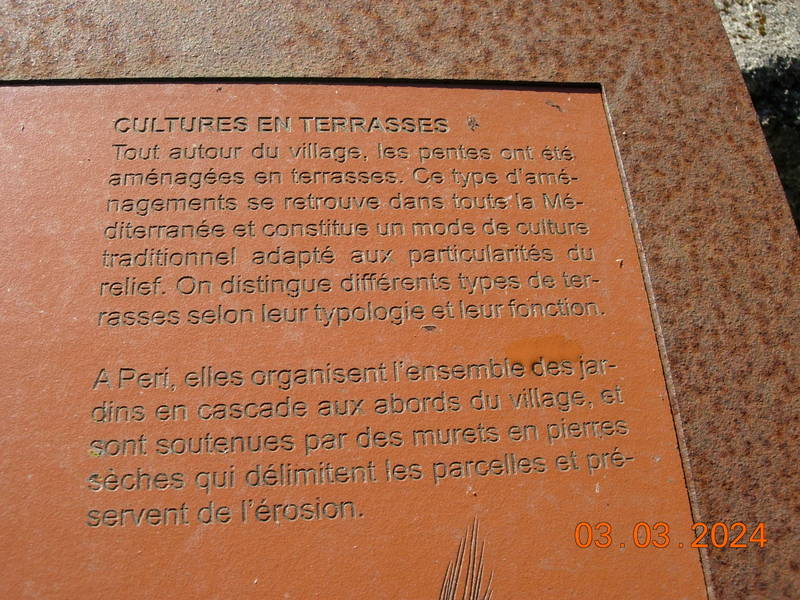 CULTURES EN TERRASSES
Tout autour du village, les pentes ont été
aménagées en terrasses. Ce type d'amé-
nagements se retrouve dans toute la Mé-
diterranée et constitue un mode de culture
traditionnel adapté aux particularités du
relief. On distingue différents types de ter-
rasses selon leur typologie et leur fonction.
A Peri, elles organisent l'ensemble des jar-
dins en cascade aux abords du village, et
sont soutenues par des murets en pierres
sèches qui délimitent les parcelles et pré-
servent de l'érosion.
03.03.2024